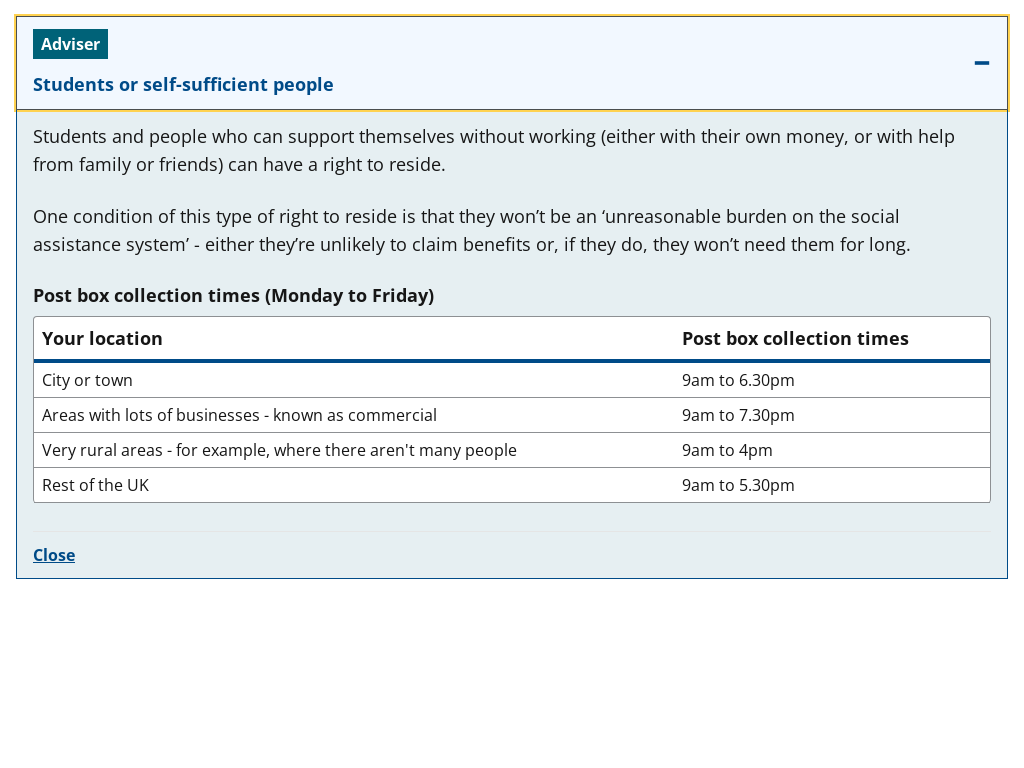 Adviser
Students or self-sufficient people
Students and people who can support themselves without working (either with their own money, or with help
from family or friends) can have a right to reside.
One condition of this type of right to reside is that they won’t be an ‘unreasonable burden on the social
assistance system’ - either they’re unlikely to claim benefits or, if they do, they won’t need them for long.
Post box collection times (Monday to Friday)
Your location Post box collection times
City or town 9am to 6.30pm
Areas with lots of businesses - known as commercial 9am to 7.30pm
Very rural areas - for example, where there aren't many people 9am to 4pm
Rest of the UK 9am to 5.30pm
Close